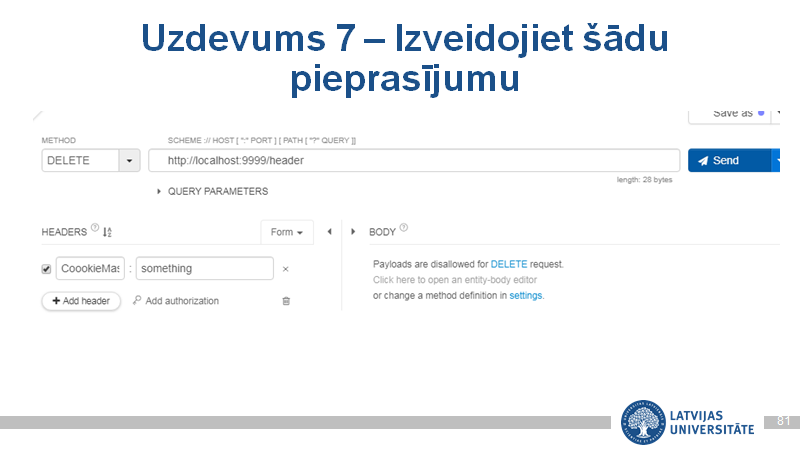 Uzdevums 7 – Izveidojiet šādu
pieprasījumu
Save as
METHOD
SCHEME :// HOST [ ":" PORT ] [ PATH [ "?" QUERY ]]
DELETE
http://localhost:9999/header
Send
length: 28 bytes
QUERY PARAMETERS
HEADERS
Form
BODY
CoookieMas : something
Payloads are disallowed for DELETE request.
Click here to open an entity-body editor
or change a method definition in settings.
+ Add header
Add authorization
LATVIJAS
UNIVERSITĀTE
81